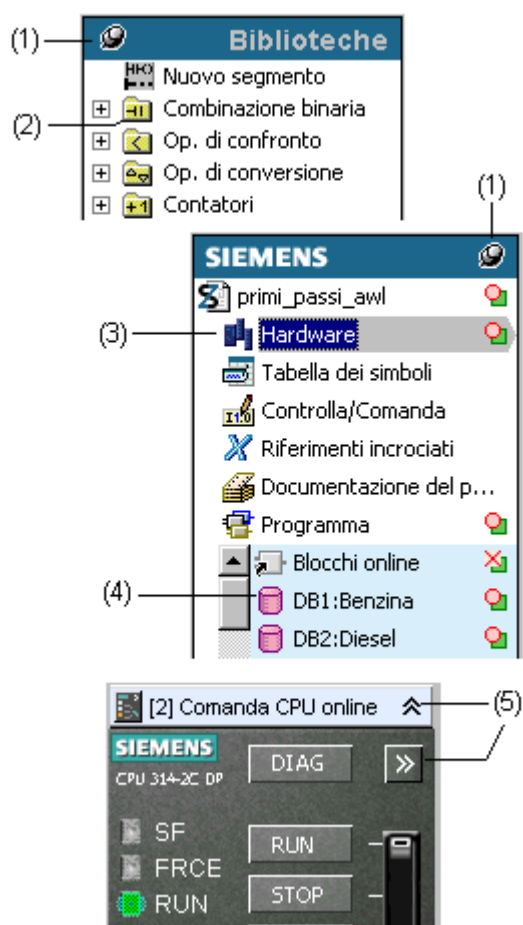 (1)
Biblioteche
Nuovo segmento
(2)
Combinazione binaria
Op. di confronto
Op. di conversione
Contatori
(1)
SIEMENS
primi_passi_awl
(3)
Hardware
Tabella dei simboli
Controlla/Comanda
Riferimenti incrociati
Documentazione del p...
Programma
Blocchi online
(4)
DB1:Benzina
DB2:Diesel
[2] Comanda CPU online
(5)
SIEMENS
DIAG
CPU 314-2C DP
SF
RUN
FRCE
STOP
RUN